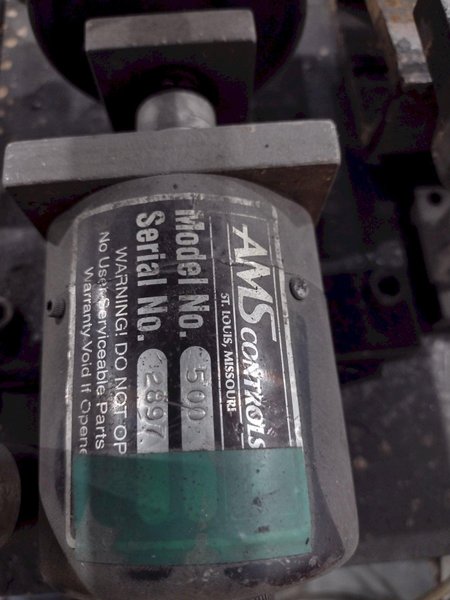 AMS CONTROLS
ST. LOUIS, MISSOURI
Model No. 500
Serial No. 2897
WARNING! DO NOT OP
No User Serviceable Parts
Warranty Void If Opene